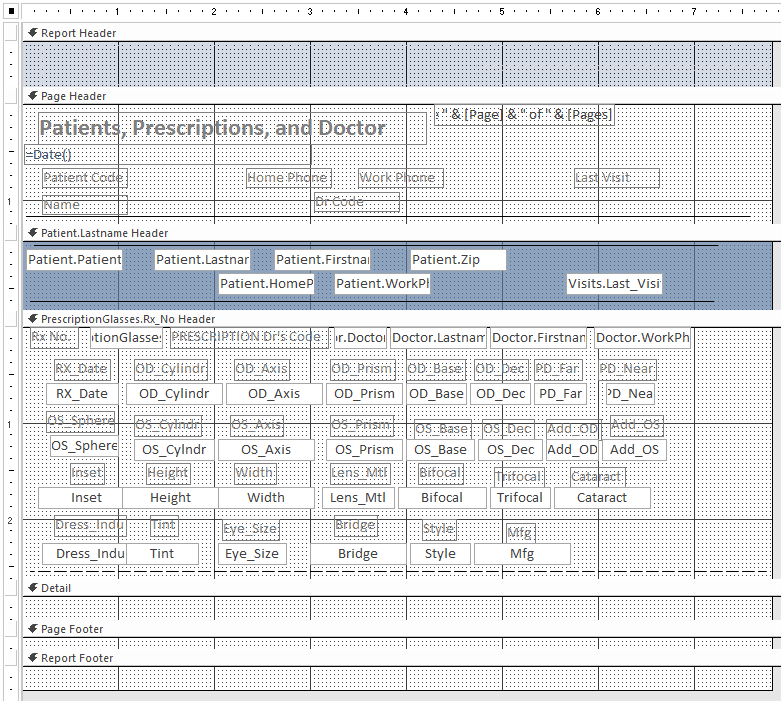 1 2 3 4 5 6 7
Report Header
Page Header
" & [Page] & " of " & [Pages]
Patients, Prescriptions, and Doctor
=Date()
Patient Code Home Phone Work Phone Last Visit
1
Name Dr Code
Patient.Lastname Header
Patient.Patient Patient.Lastnar Patient.Firstnar Patient.Zip
Patient.HomeP Patient.WorkPl Visits.Last_Visi
PrescriptionGlasses.Rx_No Header
Rx No. otionGlasses PRESCRIPTION Dr's Code or.Doctor Doctor.Lastnam Doctor.Firstnan Doctor.WorkPh
RX_Date OD_Cylindr OD_Axis OD_Prism OD_Base OD_Dec PD_Far PD_Near
RX_Date OD_Cylindr OD_Axis OD_Prism OD_Base OD_Dec PD_Far PD_Nea
OS_Sphere OS_Cylndr OS_Axis OS_Prism OS_Base OS_Dec Add_OD Add_OS
1
OS_Sphere OS_Cylndr OS_Axis OS_Prism OS_Base OS_Dec Add_OD Add_OS
Inset Height Width Lens_Mtl Bifocal Trifocal Cataract
Inset Height Width Lens_Mtl Bifocal Trifocal Cataract
2
Dress_Indu Tint Eye_Size Bridge Style Mfg
Dress_Indu Tint Eye_Size Bridge Style Mfg
Detail
Page Footer
Report Footer